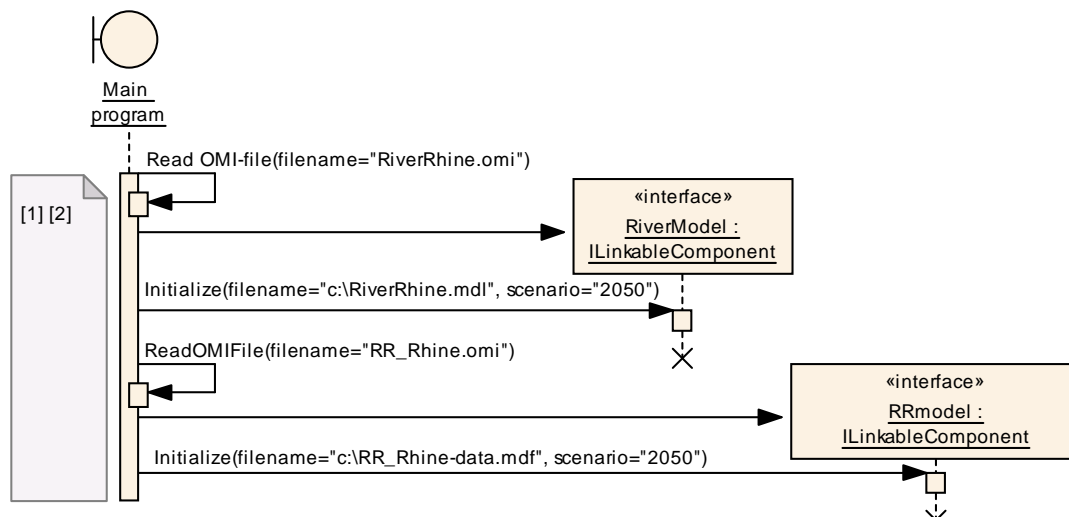 Main
program
Read OMI-file(filename="RiverRhine.omi")
[1] [2]
«interface»
RiverModel :
ILinkableComponent
Initialize(filename="c:\RiverRhine.mdl", scenario="2050")
ReadOMIFile(filename="RR_Rhine.omi")
«interface»
RRmodel :
ILinkableComponent
Initialize(filename="c:\RR_Rhine-data.mdf", scenario="2050")